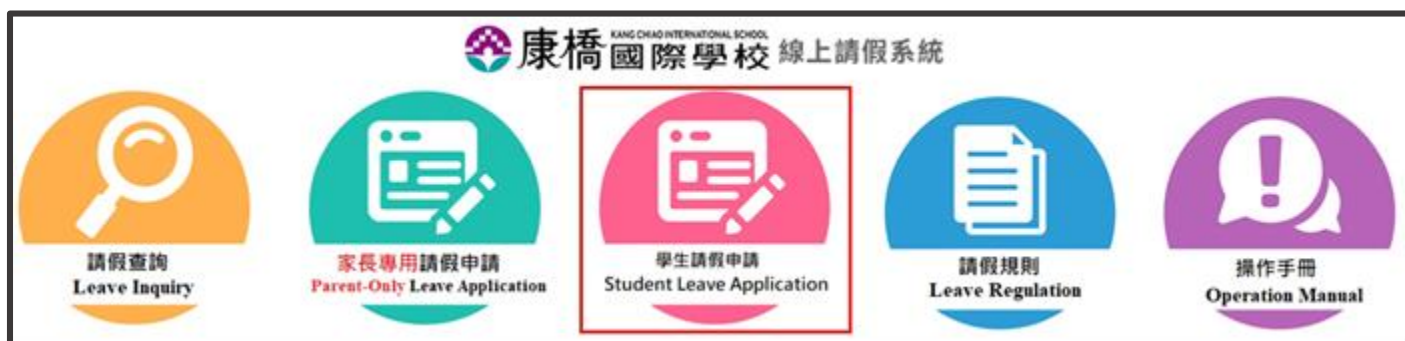 康橋 KANG CHIAO INTERNATIONAL SCHOOL 國際學校 線上請假系統
請假查詢
Leave Inquiry
家長專用請假申請
Parent-Only Leave Application
學生請假申請
Student Leave Application
請假規則
Leave Regulation
操作手冊
Operation Manual